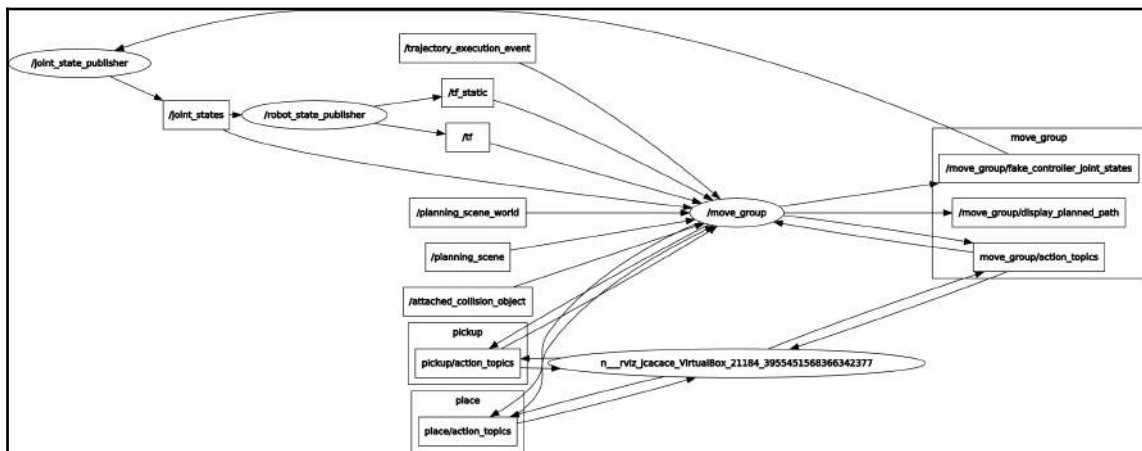 /joint_state_publisher
/joint_states
/robot_state_publisher
/trajectory_execution_event
/tf_static
/tf
/planning_scene_world
/planning_scene
/attached_collision_object
pickup
pickup/action_topics
place
place/action_topics
/move_group
n___rviz_jcacace_VirtualBox_21184_3955451568366342377
move_group
/move_group/fake_controller_joint_states
/move_group/display_planned_path
move_group/action_topics